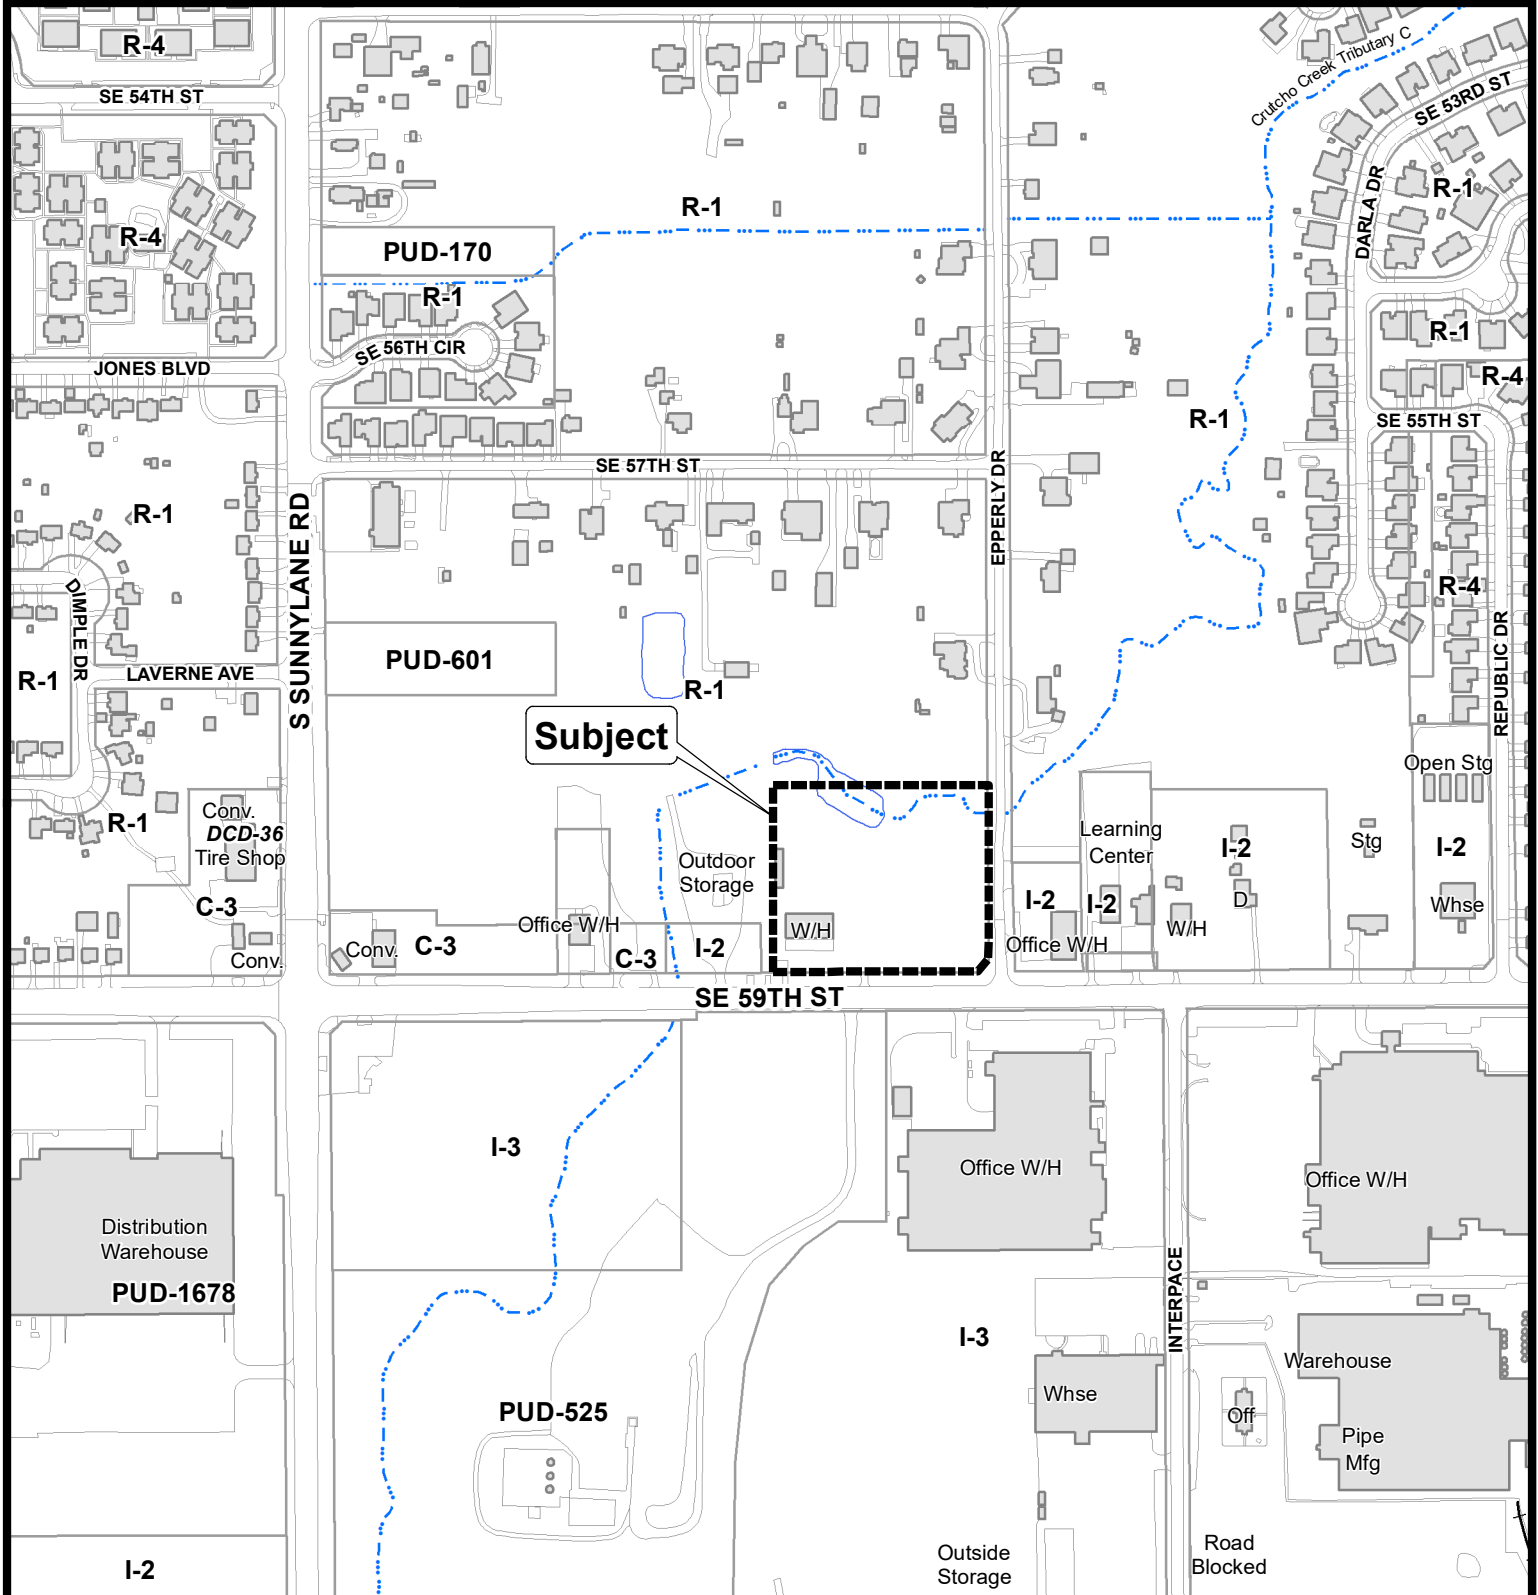 R-4
SE 54TH ST
Crutcho Creek Tributary C
SE 53RD ST
R-1
DARLA DR
R-1
R-4
PUD-170
R-1
SE 56TH CIR
R-1
JONES BLVD
R-4
R-1
SE 55TH ST
SE 57TH ST
EPPERLY DR
R-1
S SUNNYLANE RD
DIMPLE DR
R-4
REPUBLIC DR
PUD-601
R-1
LAVERNE AVE
R-1
Subject
Open Stg
Conv.
DCD-36
Tire Shop
R-1
Outdoor
Storage
Learning
Center
I-2
Stg
I-2
C-3
Conv.
Conv.
C-3
Office W/H
C-3
I-2
W/H
I-2
Office W/H
I-2
W/H
D
Whse
SE 59TH ST
I-3
Office W/H
Office W/H
Distribution
Warehouse
PUD-1678
INTERPACE
I-3
Warehouse
Whse
Off
PUD-525
Pipe
Mfg
I-2
Outside
Storage
Road
Blocked